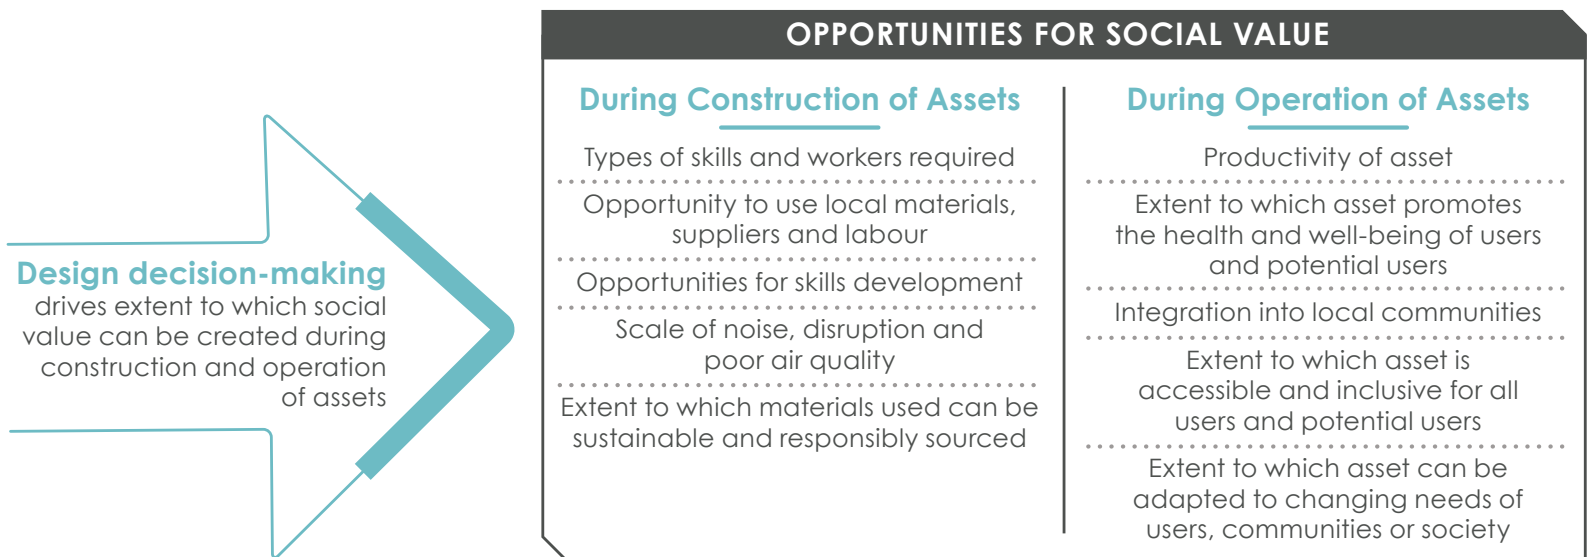 OPPORTUNITIES FOR SOCIAL VALUE
Design decision-making
drives extent to which social
value can be created during
construction and operation
of assets
During Construction of Assets
Types of skills and workers required
Opportunity to use local materials,
suppliers and labour
Opportunities for skills development
Scale of noise, disruption and
poor air quality
Extent to which materials used can be
sustainable and responsibly sourced
During Operation of Assets
Productivity of asset
Extent to which asset promotes
the health and well-being of users
and potential users
Integration into local communities
Extent to which asset is
accessible and inclusive for all
users and potential users
Extent to which asset can be
adapted to changing needs of
users, communities or society